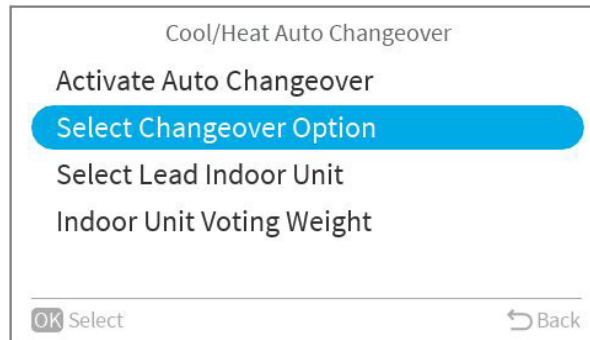 Cool/Heat Auto Changeover
Activate Auto Changeover
Select Changeover Option
Select Lead Indoor Unit
Indoor Unit Voting Weight
OK Select Back